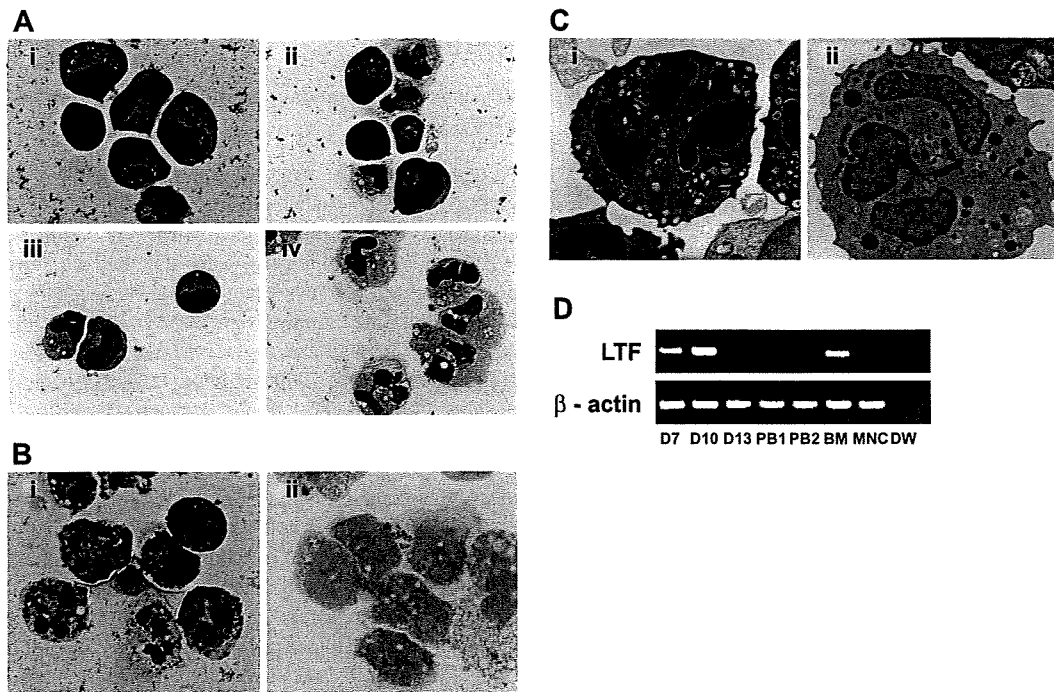 A
i
ii
iii
iv
B
i
ii
C
i
ii
D
LTF
β - actin
D7 D10 D13 PB1 PB2 BM MNC DW